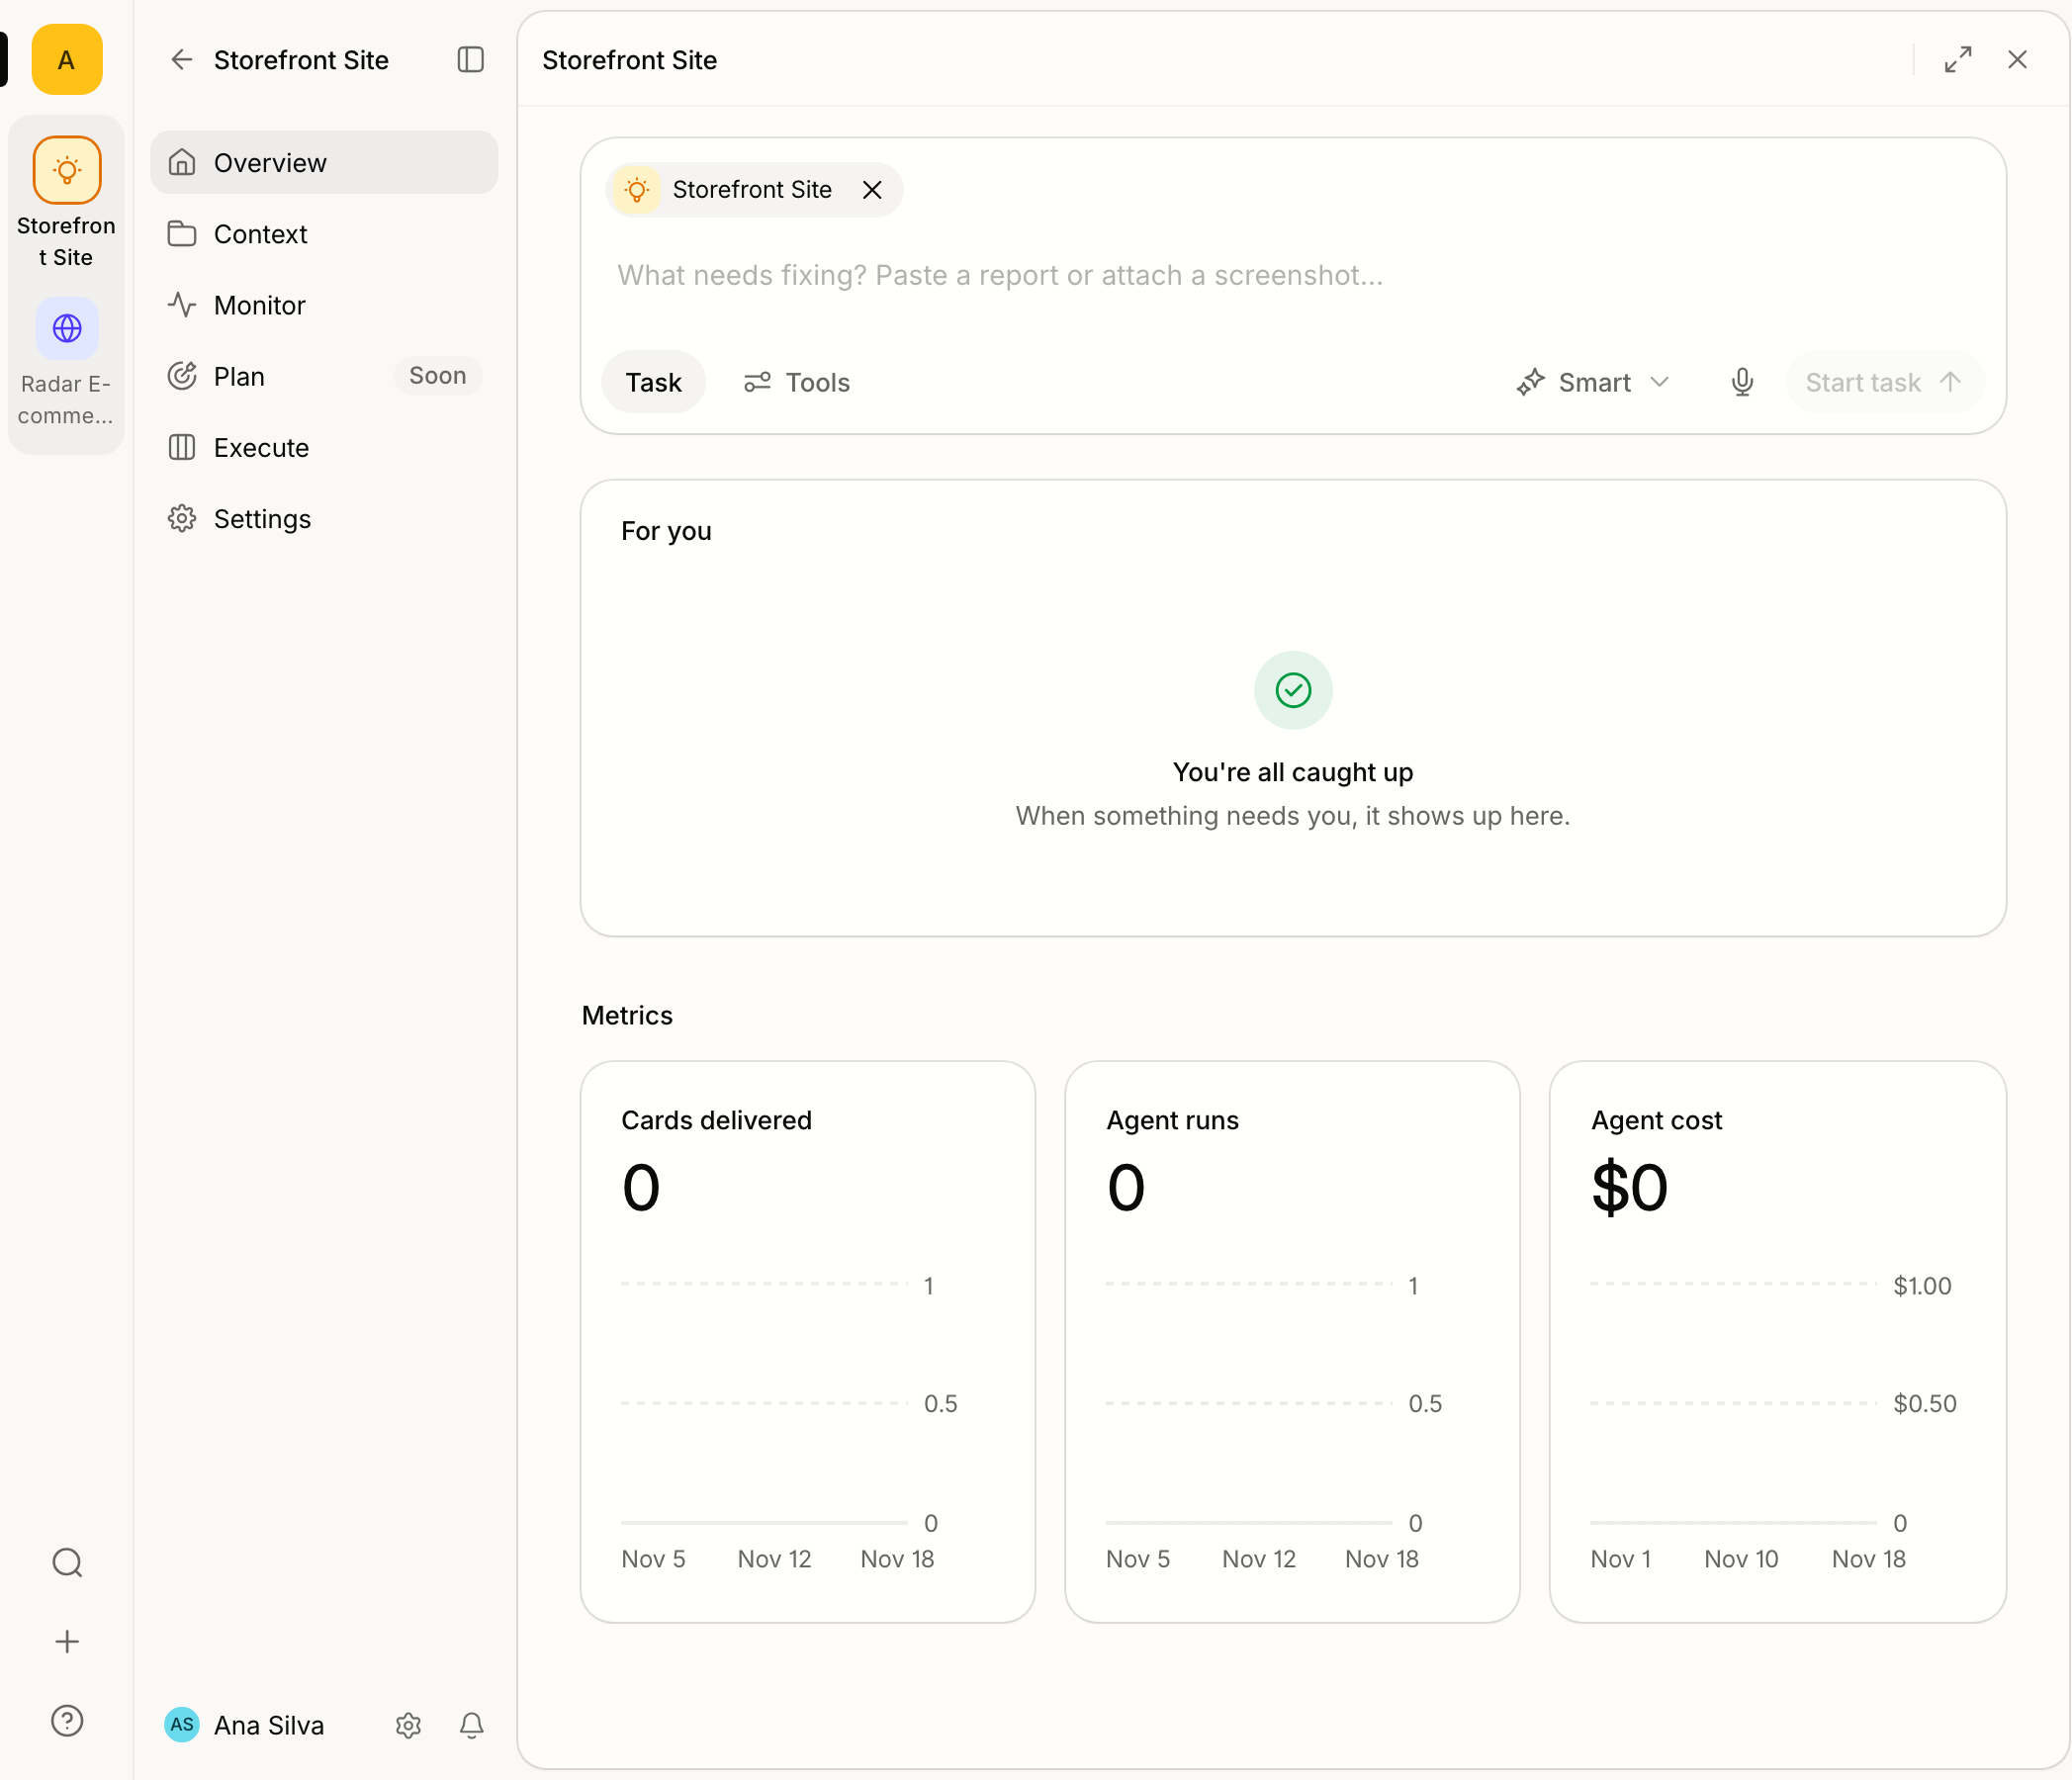 A
Storefron
t Site
Radar E-
comme...
Storefront Site
Overview
Context
Monitor
Plan
Soon
Execute
Settings
AS
Ana Silva
Storefront Site
Storefront Site
What needs fixing? Paste a report or attach a screenshot...
Task
Tools
Smart
Start task
For you
You're all caught up
When something needs you, it shows up here.
Metrics
Cards delivered
0
1
0.5
0
Nov 5
Nov 12
Nov 18
Agent runs
0
1
0.5
0
Nov 5
Nov 12
Nov 18
Agent cost
$0
$1.00
$0.50
0
Nov 1
Nov 10
Nov 18